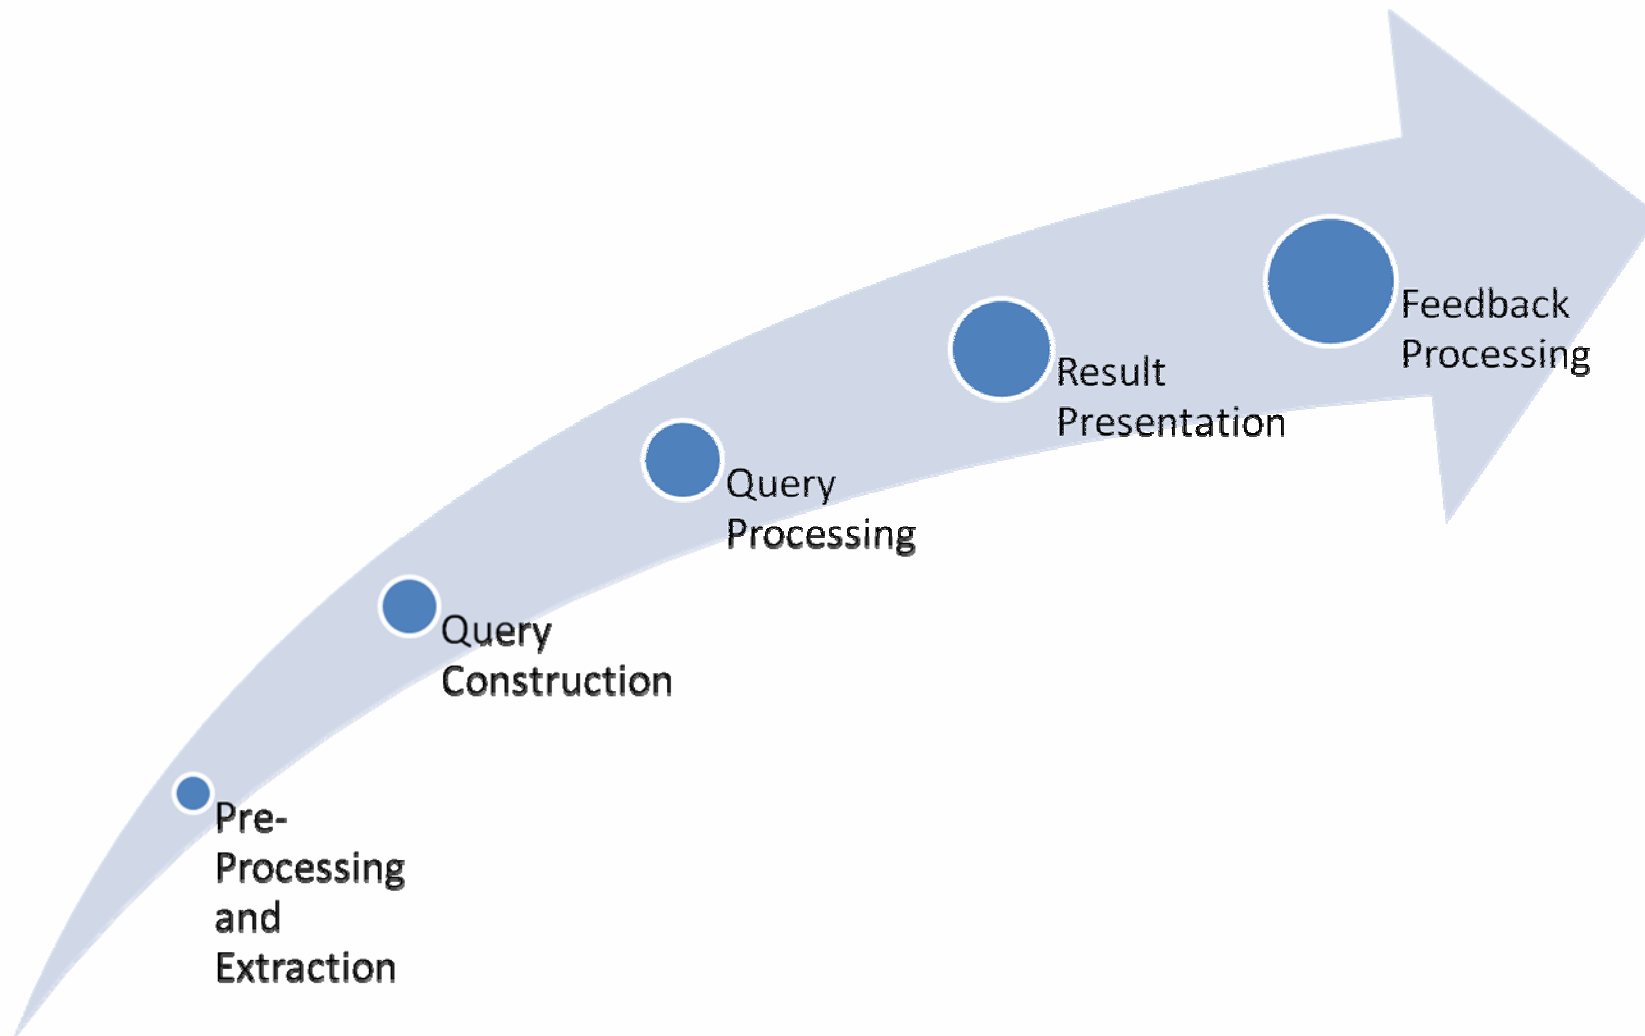 Feedback
Processing
Result
Presentation
Query
Processing
Query
Construction
Pre-
Processing
and
Extraction